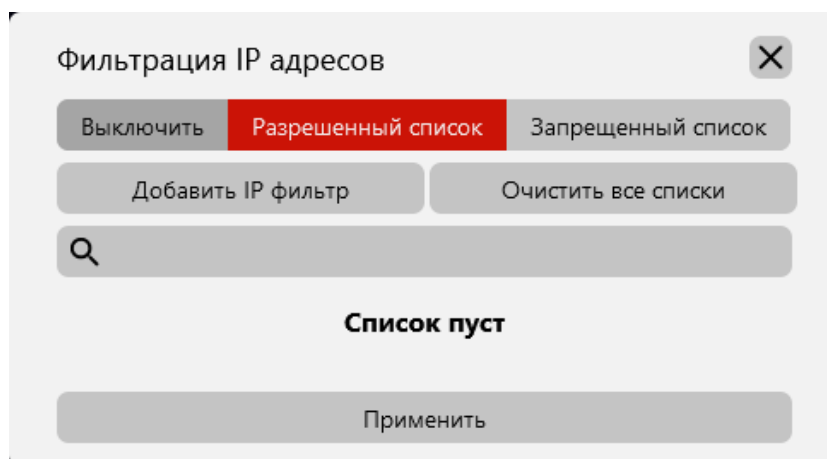 Фильтрация IP адресов
Выключить Разрешенный список Запрещенный список
Добавить IP фильтр Очистить все списки
Список пуст
Применить